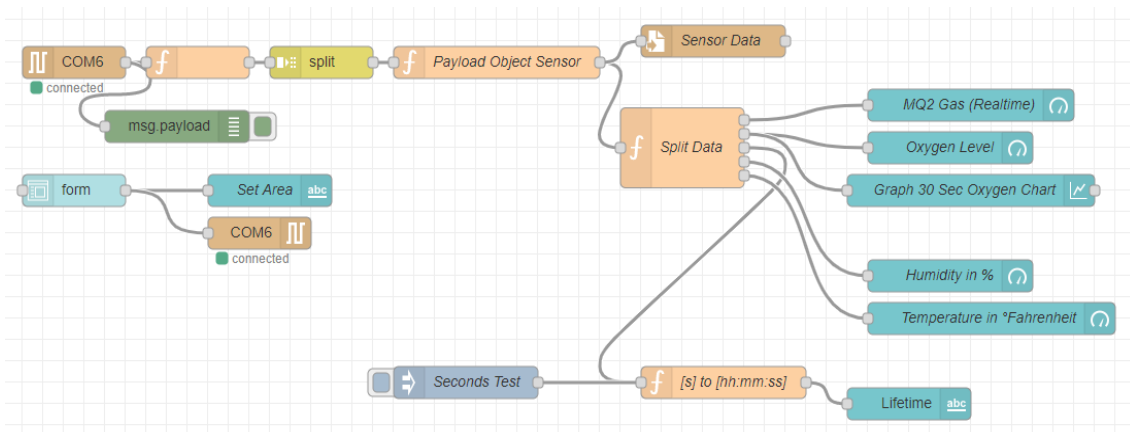 COM6
connected
split
Payload Object Sensor
Sensor Data
msg.payload
Split Data
MQ2 Gas (Realtime)
Oxygen Level
Graph 30 Sec Oxygen Chart
form
Set Area
abc
COM6
connected
Humidity in %
Temperature in °Fahrenheit
Seconds Test
[s] to [hh:mm:ss]
Lifetime
abc